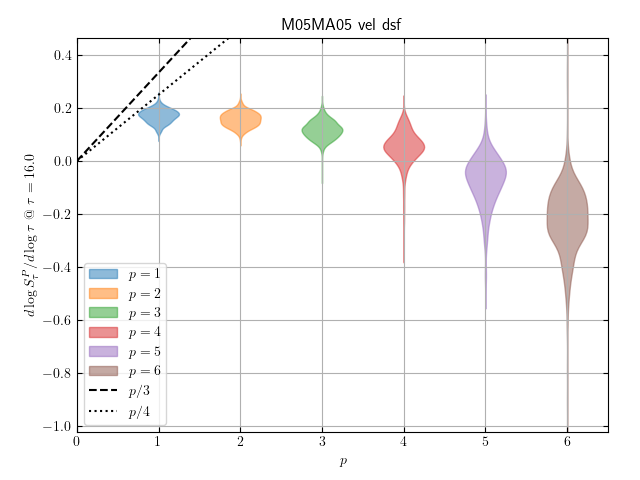 M05MA05 vel dsf
d log S_τ^p / d log τ @ τ = 16.0
0.4
0.2
0.0
−0.2
−0.4
−0.6
−0.8
−1.0
p = 1
p = 2
p = 3
p = 4
p = 5
p = 6
p/3
p/4
0 1 2 3 4 5 6
p